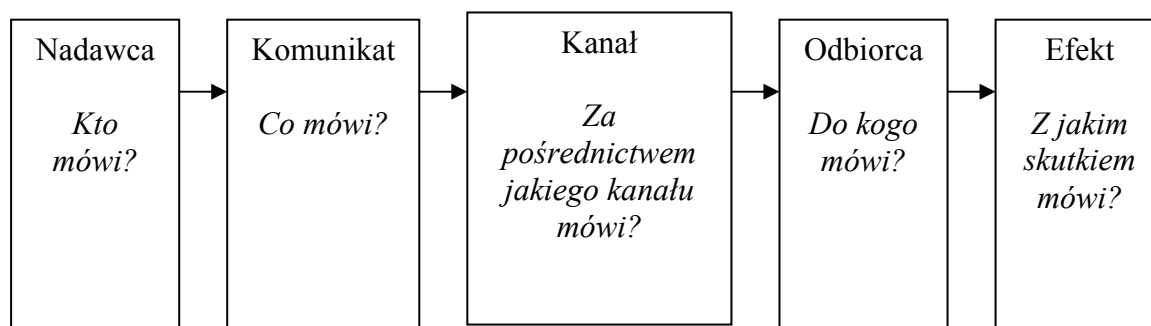 Nadawca
Kto
mówi?
Komunikat
Co mówi?
Kanał
Za
pośrednictwem
jakiego kanału
mówi?
Odbiorca
Do kogo
mówi?
Efekt
Z jakim
skutkiem
mówi?